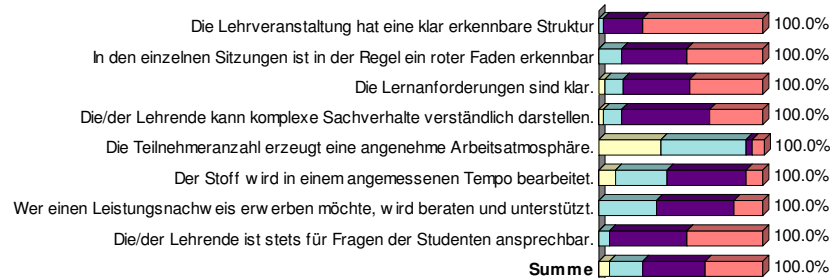 Die Lehrveranstaltung hat eine klar erkennbare Struktur 100.0%
In den einzelnen Sitzungen ist in der Regel ein roter Faden erkennbar 100.0%
Die Lernanforderungen sind klar. 100.0%
Die/der Lehrende kann komplexe Sachverhalte verständlich darstellen. 100.0%
Die Teilnehmeranzahl erzeugt eine angenehme Arbeitsatmosphäre. 100.0%
Der Stoff wird in einem angemessenen Tempo bearbeitet. 100.0%
Wer einen Leistungsnachweis erwerben möchte, wird beraten und unterstützt. 100.0%
Die/der Lehrende ist stets für Fragen der Studenten ansprechbar. 100.0%
Summe 100.0%